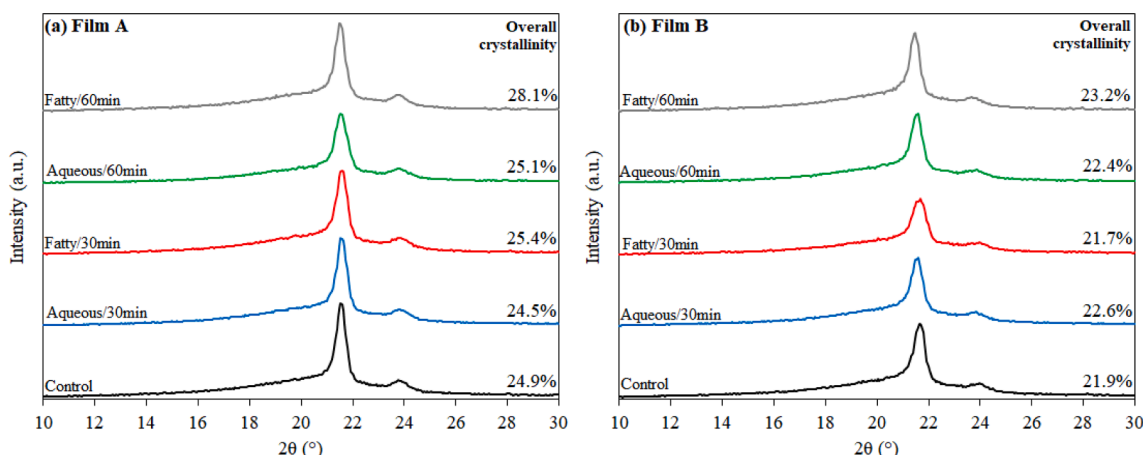 (a) Film A
Overall
crystallinity
Fatty/60min
28.1%
Aqueous/60min
25.1%
Fatty/30min
25.4%
Aqueous/30min
24.5%
Control
24.9%
Intensity (a.u.)
10 12 14 16 18 20 22 24 26 28 30
2θ (°)
(b) Film B
Overall
crystallinity
Fatty/60min
23.2%
Aqueous/60min
22.4%
Fatty/30min
21.7%
Aqueous/30min
22.6%
Control
21.9%
Intensity (a.u.)
10 12 14 16 18 20 22 24 26 28 30
2θ (°)